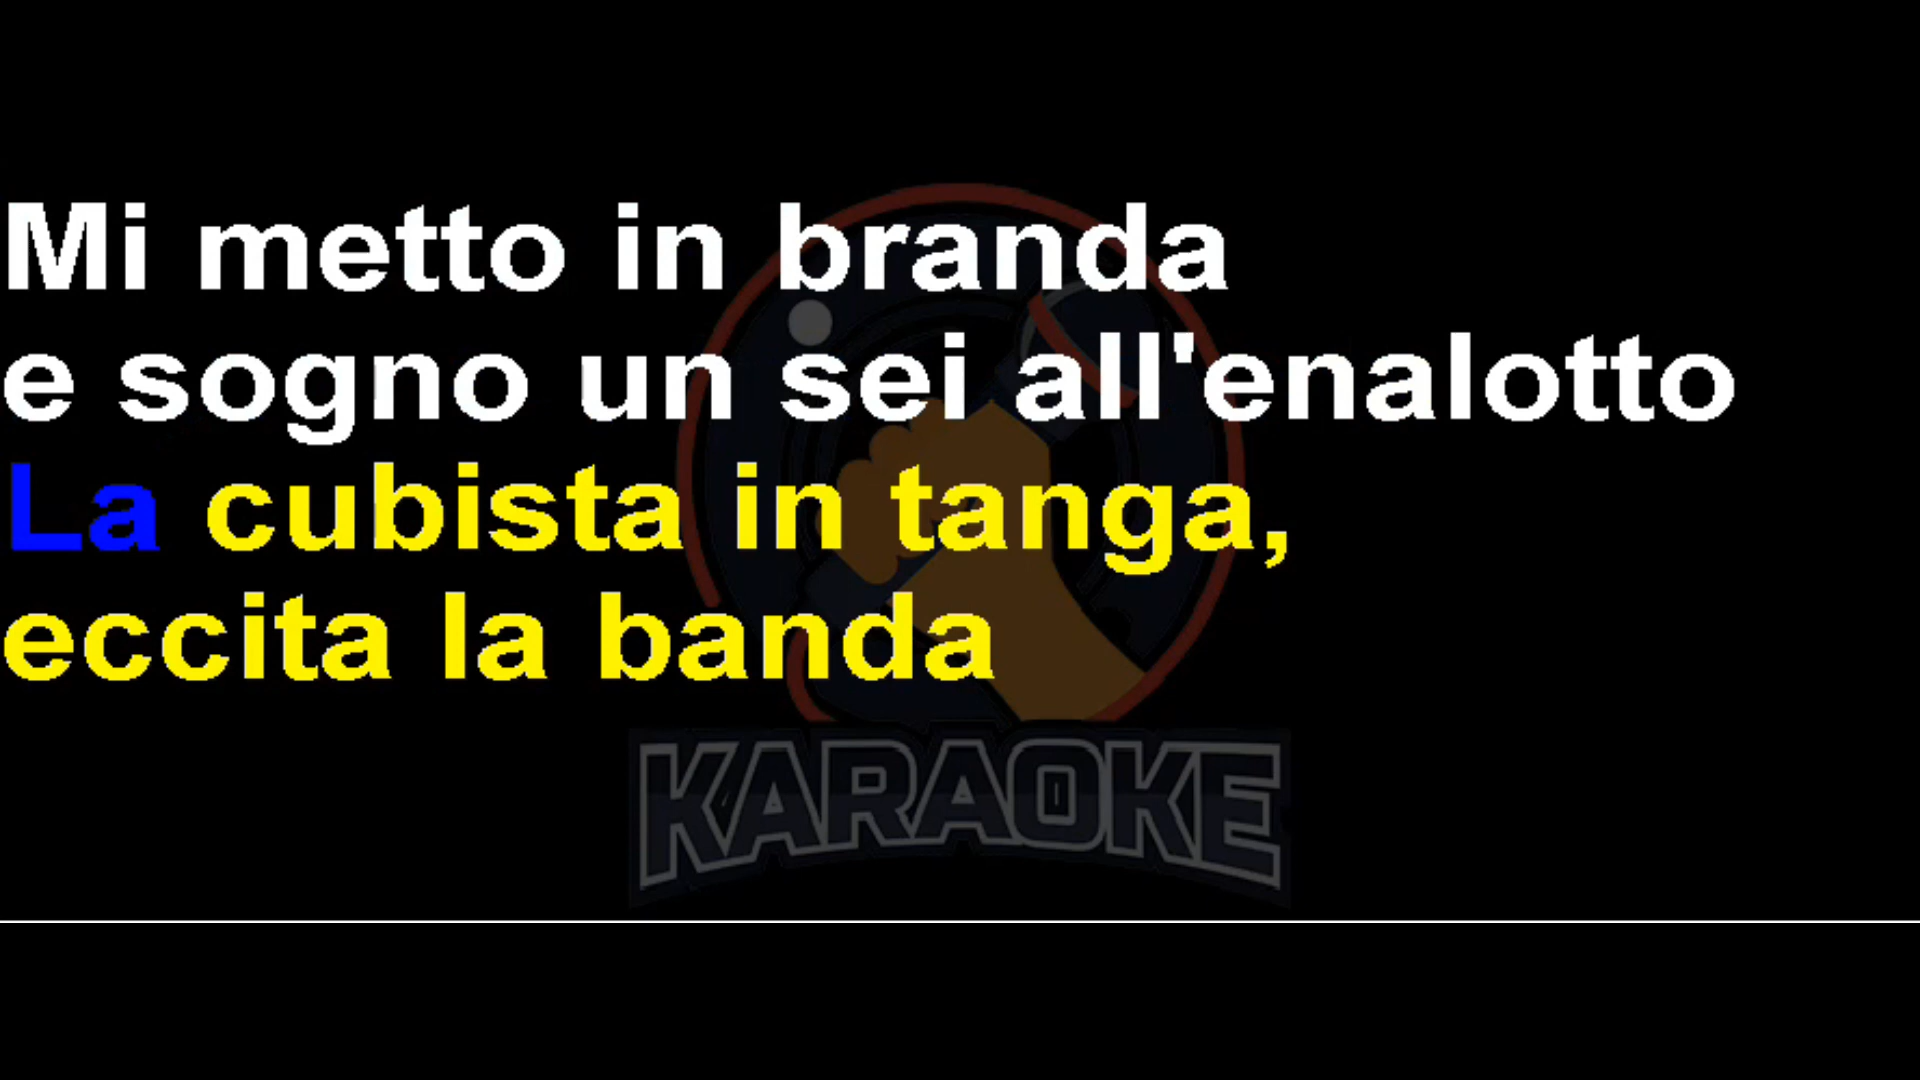 Mi metto in branda
e sogno un sei all'enalotto
La cubista in tanga,
eccita la banda
KARAOKE